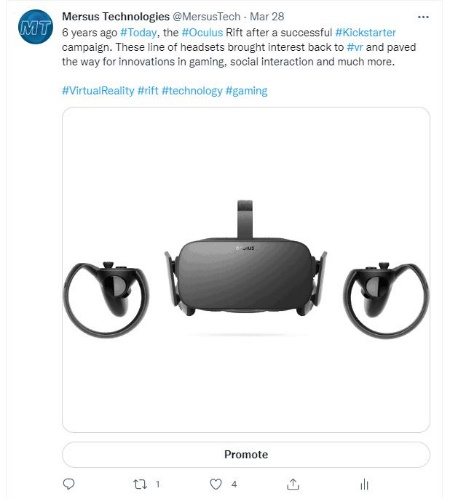 MT
Mersus Technologies @MersusTech · Mar 28
6 years ago #Today, the #Oculus Rift after a successful #Kickstarter
campaign. These line of headsets brought interest back to #vr and paved
the way for innovations in gaming, social interaction and much more.
#VirtualReality #rift #technology #gaming
oculus
Promote
1
4